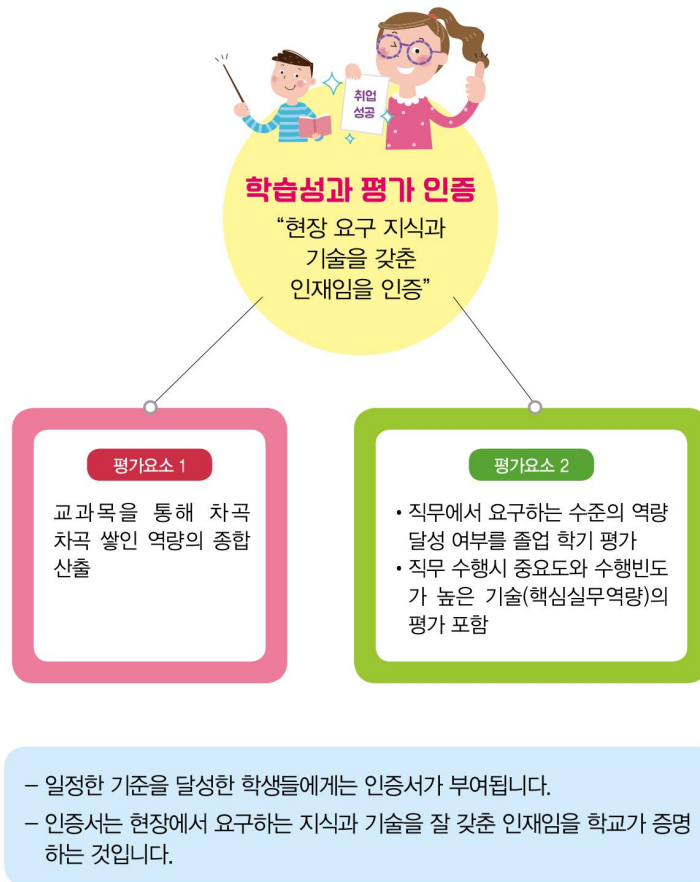 취업
성공
학습성과 평가 인증
“현장 요구 지식과
기술을 갖춘
인재임을 인증”
평가요소 1
교과목을 통해 차곡
차곡 쌓인 역량의 종합
산출
평가요소 2
• 직무에서 요구하는 수준의 역량
달성 여부를 졸업 학기 평가
• 직무 수행시 중요도와 수행빈도
가 높은 기술(핵심실무역량)의
평가 포함
– 일정한 기준을 달성한 학생들에게는 인증서가 부여됩니다.
– 인증서는 현장에서 요구하는 지식과 기술을 잘 갖춘 인재임을 학교가 증명
하는 것입니다.